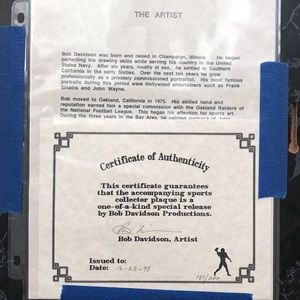 THE ARTIST
Bob Davidson was born and raised in Champaign, Illinois. He began
perfecting his drawing skills while serving his country in the United
States Navy. After six years, mostly at sea, he settled in Southern
California in the early Sixties. Over the next ten years he grew
professionally as a privately commissioned portraitist. His most famous
portraits during this period were Hollywood entertainers such as Frank
Sinatra and John Wayne.
Bob moved to Oakland, California in 1975. His skilled hand and
reputation earned him a special commission with the Oakland Raiders of
the National Football League. This began his affection for sports art.
During the three years in the Bay Area, he painted portraits of
Certificate of Authenticity
This certificate guarantees
that the accompanying sports
collector plaque is a
one-of-a-kind special release
by Bob Davidson Productions.
Bob Davidson, Artist
Issued to:
Date: 12-25-98
151/200